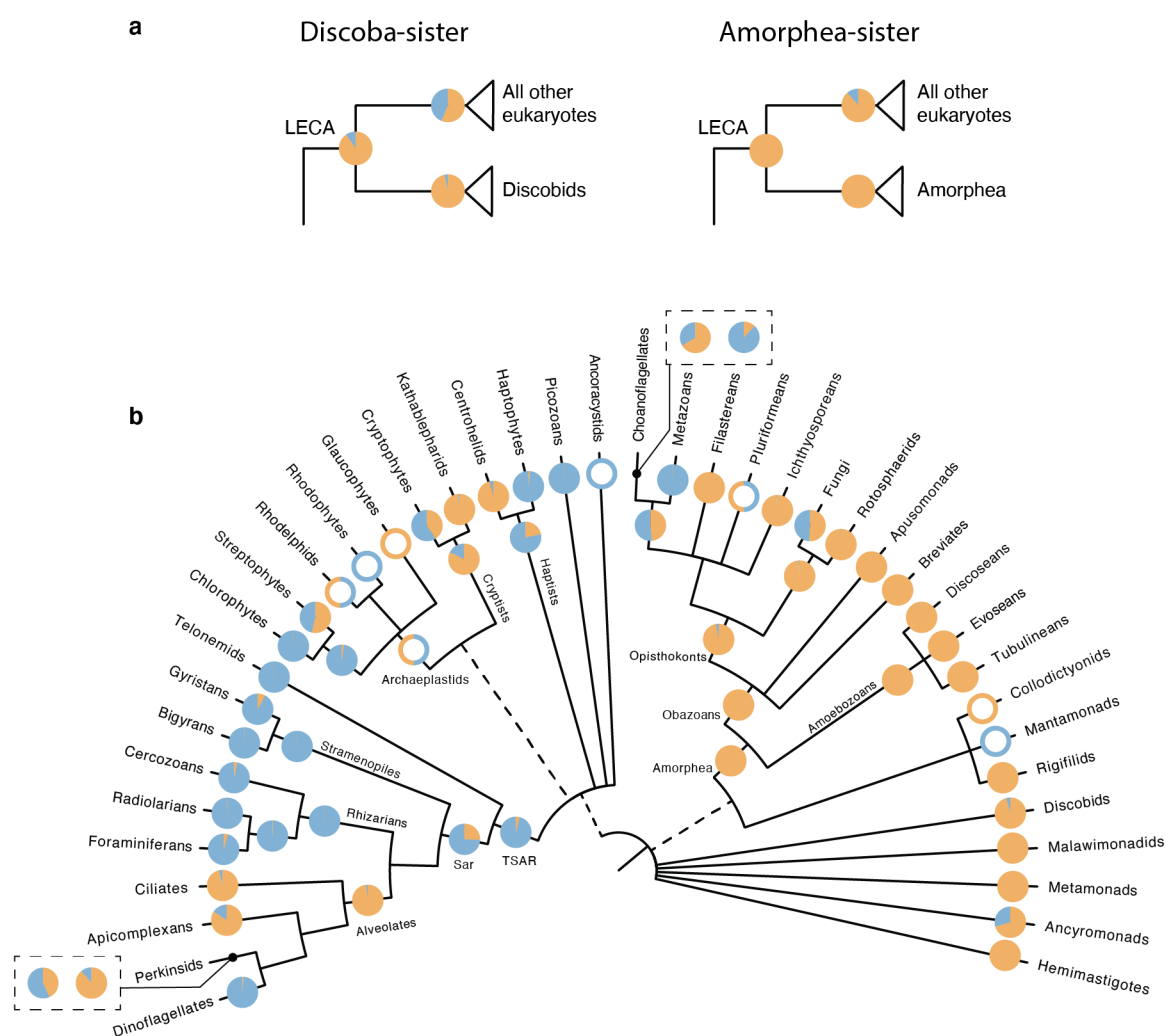 a
Discoba-sister
Amorphea-sister
LECA
All other
eukaryotes
Discobids
LECA
All other
eukaryotes
Amorphea
b
Dinoflagellates
Perkinsids
Apicomplexans
Ciliates
Foraminiferans
Radiolarians
Cercozoans
Bigyrans
Gyristans
Telonemids
Chlorophytes
Streptophytes
Rhodelphids
Rhodophytes
Glaucophytes
Cryptophytes
Kathablepharids
Centrohelids
Haptophytes
Picozoans
Ancoracystids
Choanoflagellates
Metazoans
Filastereans
Pluriformeans
Ichthyosporeans
Fungi
Rotosphaerids
Apusomonads
Breviates
Discoseans
Evoseans
Tubulineans
Collodictyonids
Mantamonads
Rigifilids
Discobids
Malawimonadids
Metamonads
Ancyromonads
Hemimastigotes
Alveolates
Rhizarians
Stramenopiles
Sar
TSAR
Archaeplastids
Cryptists
Haptists
Opisthokonts
Obazoans
Amoebozoans
Amorphea